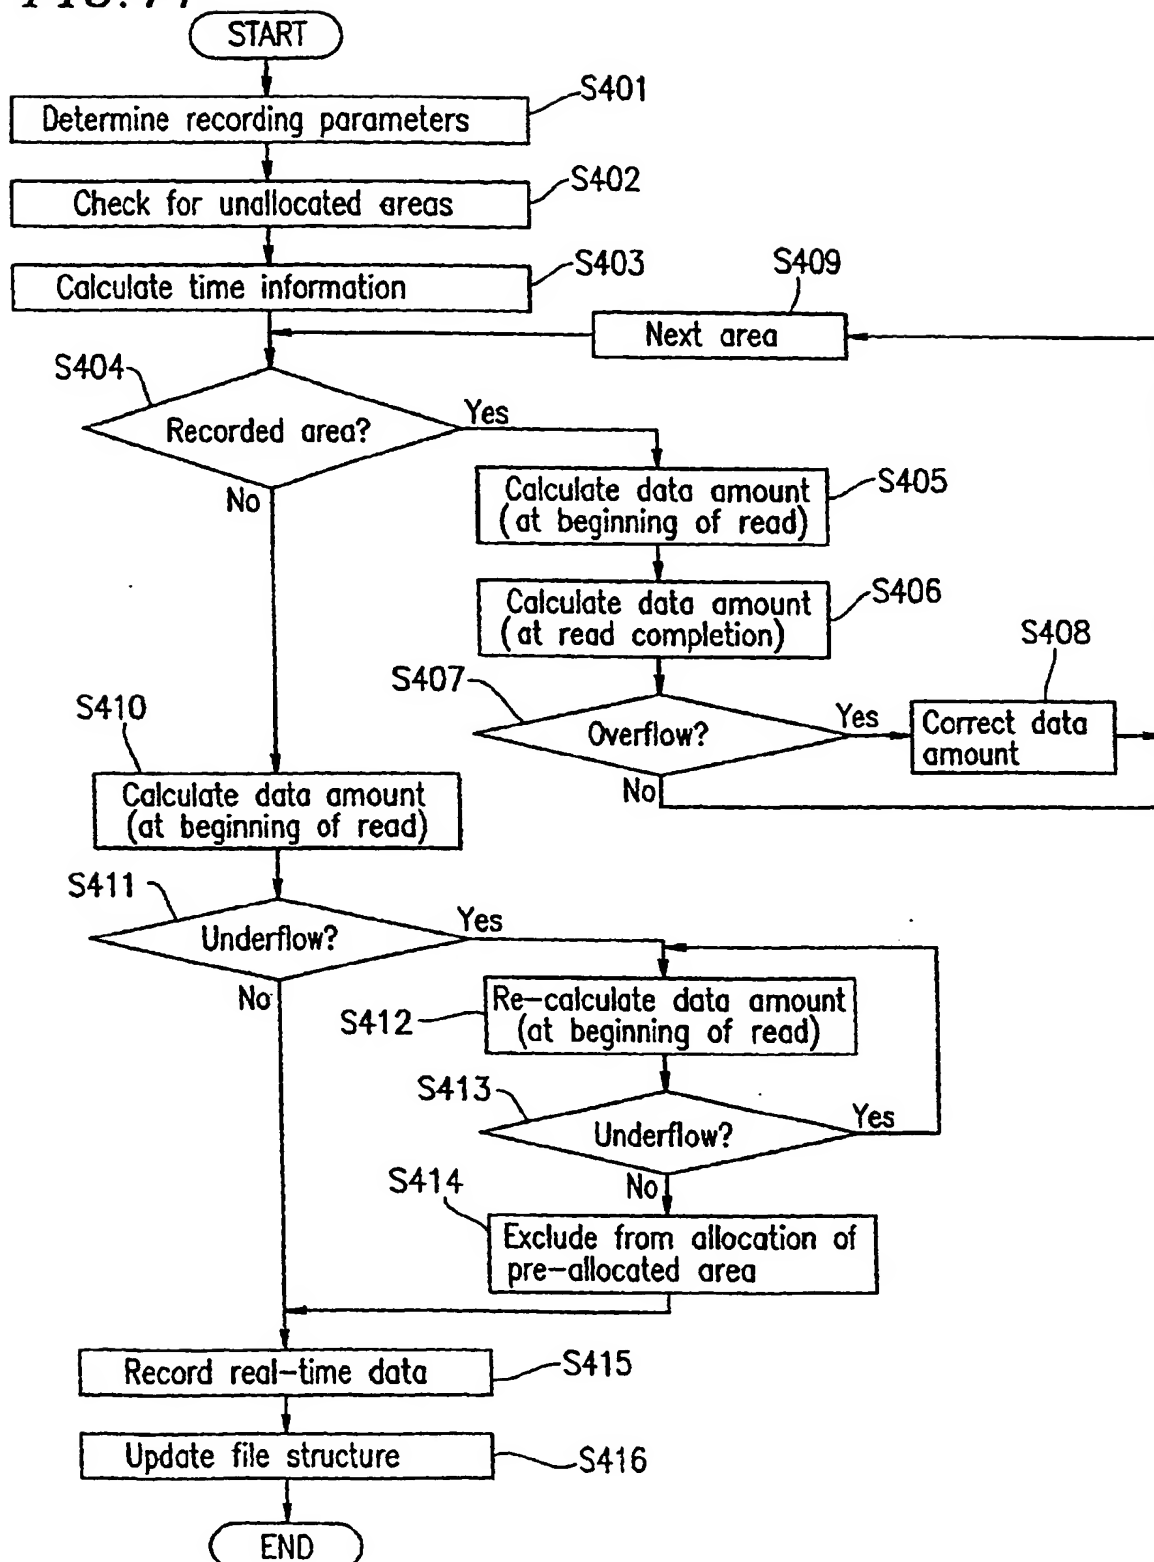 START
S401
Determine recording parameters
S402
Check for unallocated areas
S403
Calculate time information
S409
Next area
S404
Recorded area?
Yes
No
S405
Calculate data amount
(at beginning of read)
S406
Calculate data amount
(at read completion)
S408
S407
Overflow?
Yes
Correct data
amount
No
S410
Calculate data amount
(at beginning of read)
S411
Underflow?
Yes
No
S412
Re-calculate data amount
(at beginning of read)
S413
Underflow?
Yes
No
S414
Exclude from allocation of
pre-allocated area
Record real-time data
S415
Update file structure
S416
END